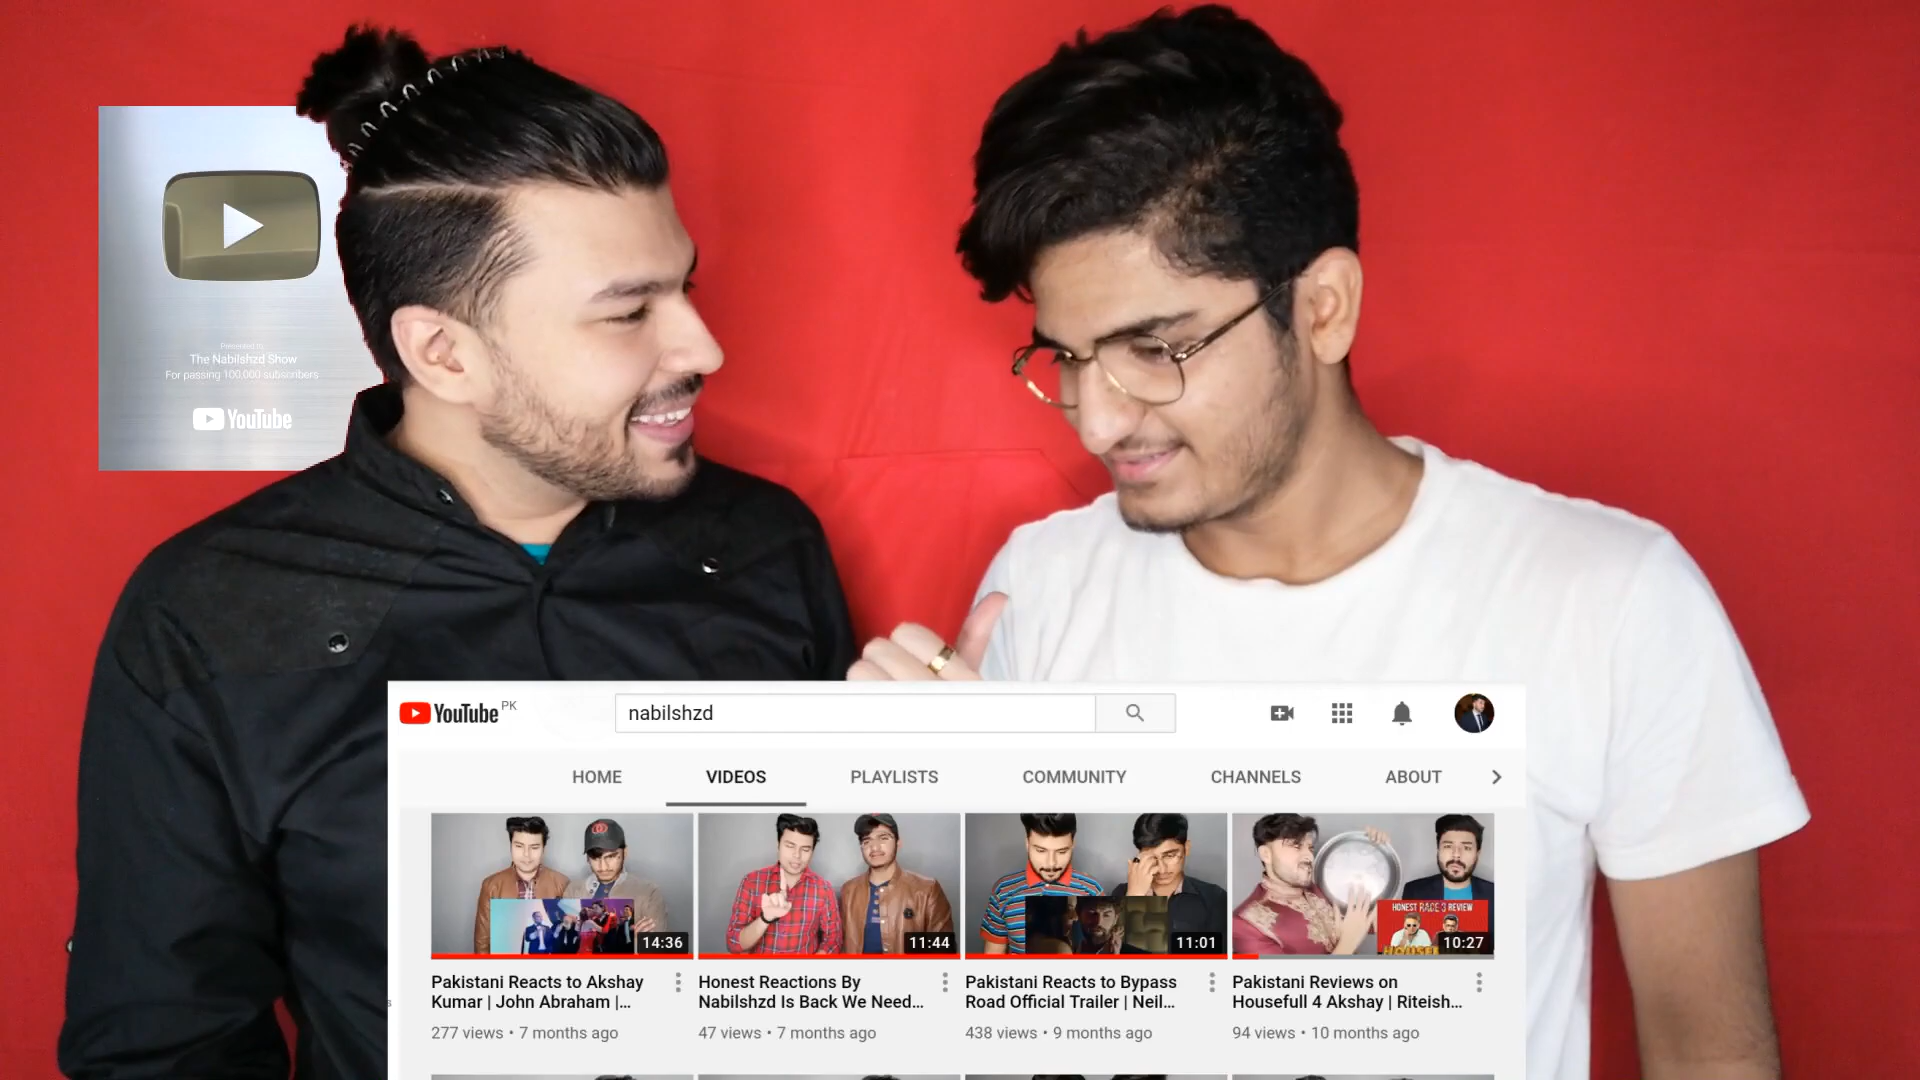 Presented to
The Nabilshzd Show
For passing 100,000 subscribers
YouTube
YouTube PK
nabilshzd
HOME VIDEOS PLAYLISTS COMMUNITY CHANNELS ABOUT
HONEST RACE 3 REVIEW
14:36 11:44 11:01 10:27
Pakistani Reacts to Akshay
Kumar | John Abraham |...
277 views • 7 months ago
Honest Reactions By
Nabilshzd Is Back We Need...
47 views • 7 months ago
Pakistani Reacts to Bypass
Road Official Trailer | Neil...
438 views • 9 months ago
Pakistani Reviews on
Housefull 4 Akshay | Riteish...
94 views • 10 months ago